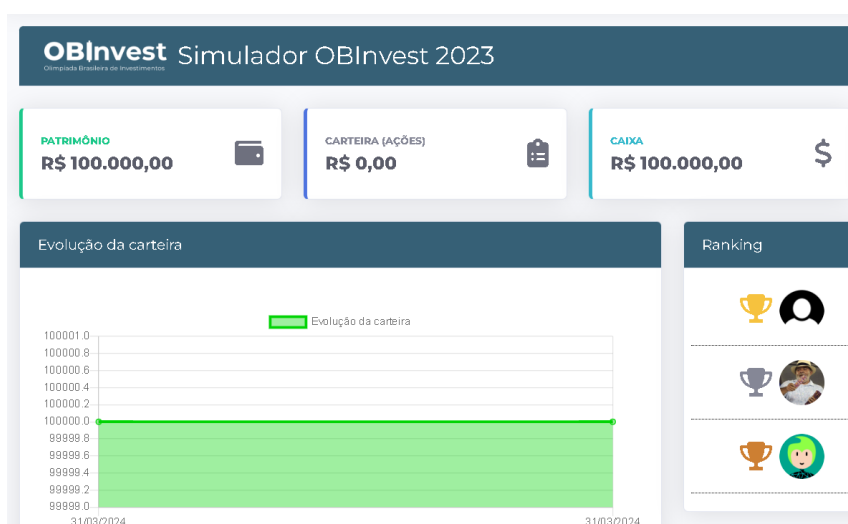 OBInvest Simulador OBInvest 2023
Olimpíada Brasileira de Investimentos
PATRIMÔNIO
R$ 100.000,00
CARTEIRA (AÇÕES)
R$ 0,00
CAIXA
R$ 100.000,00
$
Evolução da carteira
Ranking
Evolução da carteira
100001.0
100000.8
100000.6
100000.4
100000.2
100000.0
99999.8
99999.6
99999.4
99999.2
99999.0
31/03/2024 31/03/2024